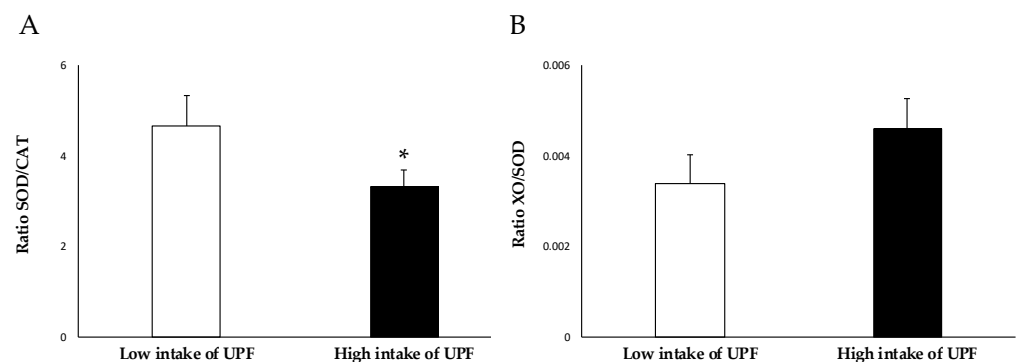 A
6
4
2
0
Ratio SOD/CAT
*
Low intake of UPF
High intake of UPF
B
0.006
0.004
0.002
0
Ratio XO/SOD
Low intake of UPF
High intake of UPF